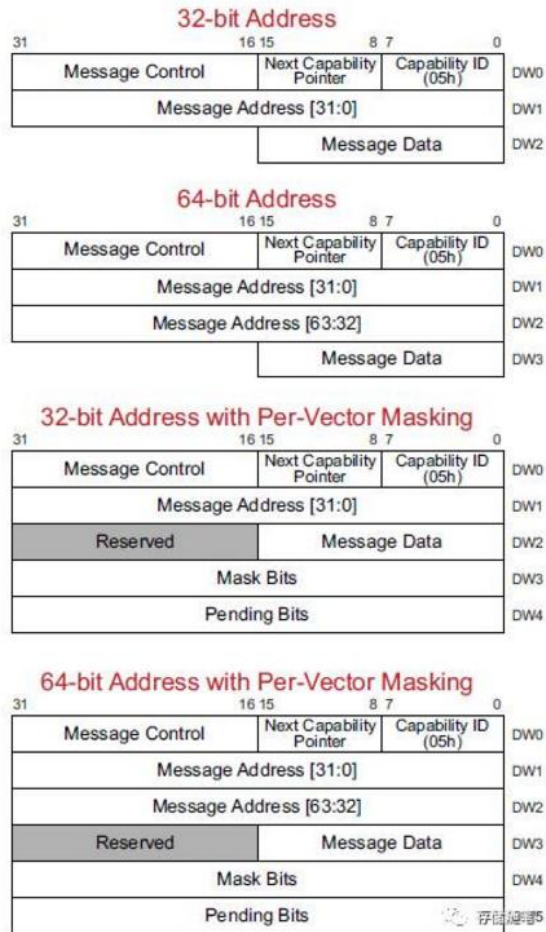 32-bit Address
31 16 15 8 7 0
Message Control Next Capability Pointer Capability ID (05h) DW0
Message Address [31:0] DW1
Message Data DW2
64-bit Address
31 16 15 8 7 0
Message Control Next Capability Pointer Capability ID (05h) DW0
Message Address [31:0] DW1
Message Address [63:32] DW2
Message Data DW3
32-bit Address with Per-Vector Masking
31 16 15 8 7 0
Message Control Next Capability Pointer Capability ID (05h) DW0
Message Address [31:0] DW1
Reserved Message Data DW2
Mask Bits DW3
Pending Bits DW4
64-bit Address with Per-Vector Masking
31 16 15 8 7 0
Message Control Next Capability Pointer Capability ID (05h) DW0
Message Address [31:0] DW1
Message Address [63:32] DW2
Reserved Message Data DW3
Mask Bits DW4
Pending Bits 存储随笔 5